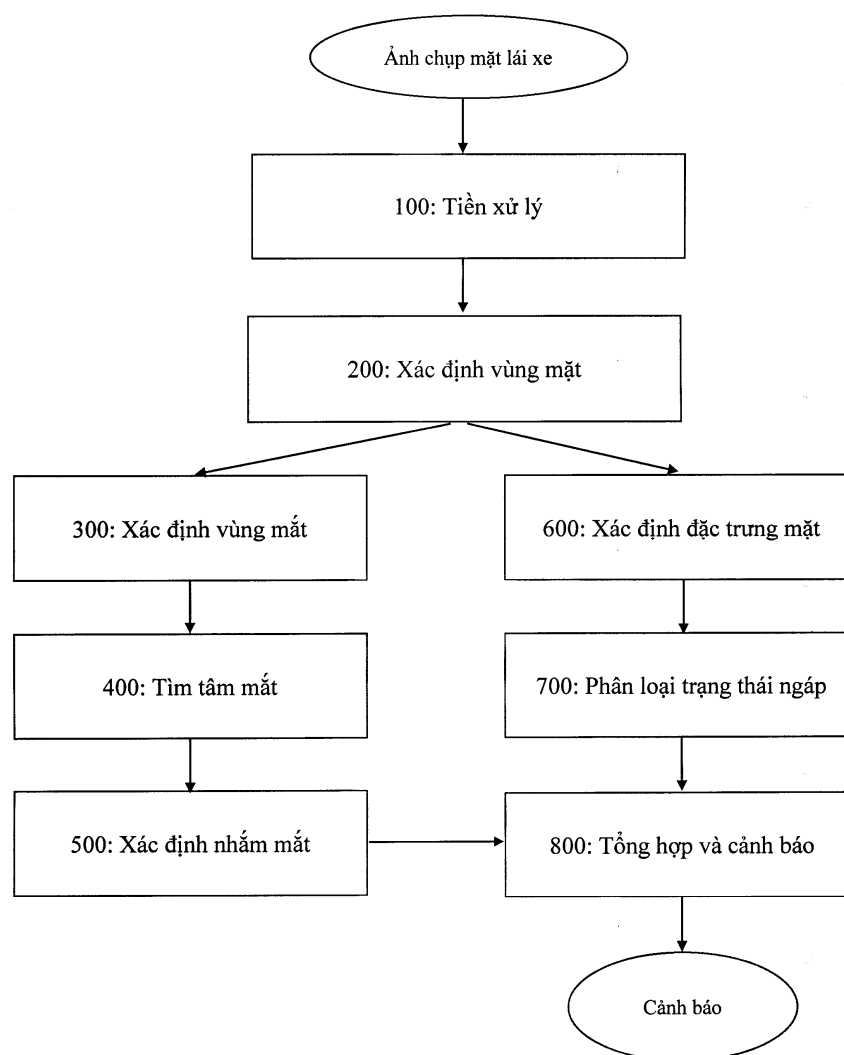 Ảnh chụp mặt lái xe
100: Tiền xử lý
200: Xác định vùng mặt
300: Xác định vùng mắt
600: Xác định đặc trưng mặt
400: Tìm tâm mắt
700: Phân loại trạng thái ngáp
500: Xác định nhắm mắt
800: Tổng hợp và cảnh báo
Cảnh báo